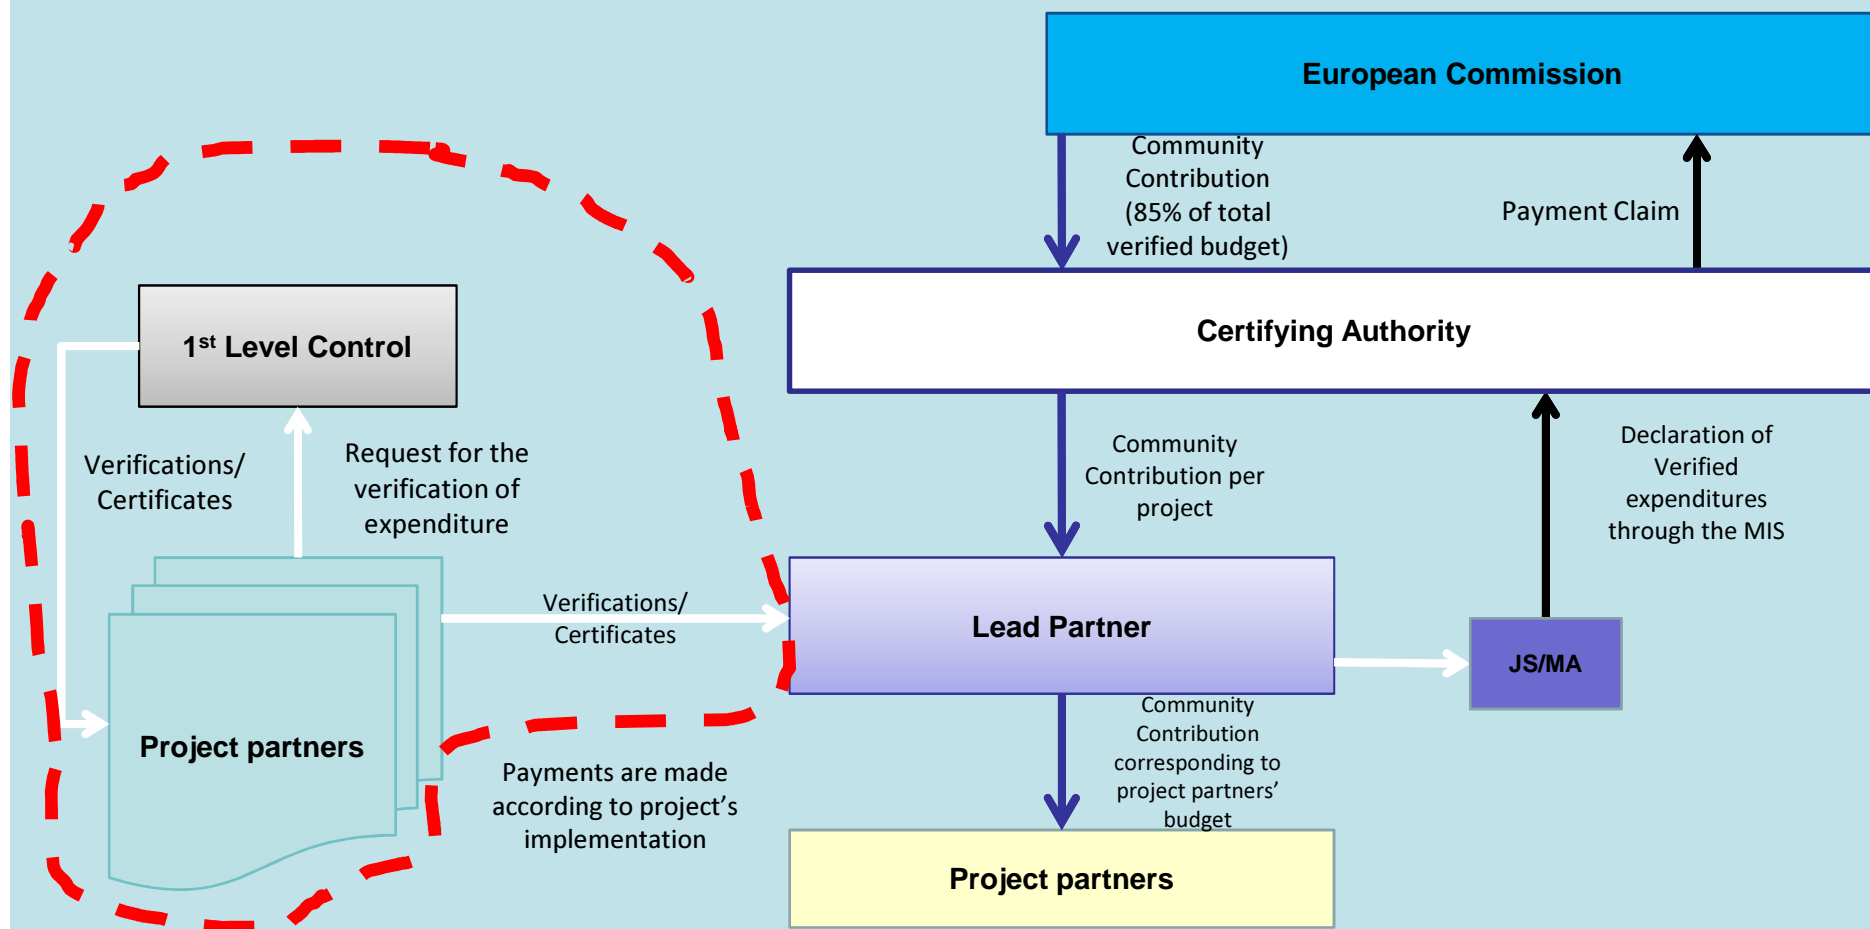 European Commission
Community
Contribution
(85% of total
verified budget)
Payment Claim
Certifying Authority
1st Level Control
Verifications/
Certificates
Request for the
verification of
expenditure
Community
Contribution per
project
Declaration of
Verified
expenditures
through the MIS
Verifications/
Certificates
Lead Partner
JS/MA
Project partners
Payments are made
according to project’s
implementation
Community
Contribution
corresponding to
project partners’
budget
Project partners